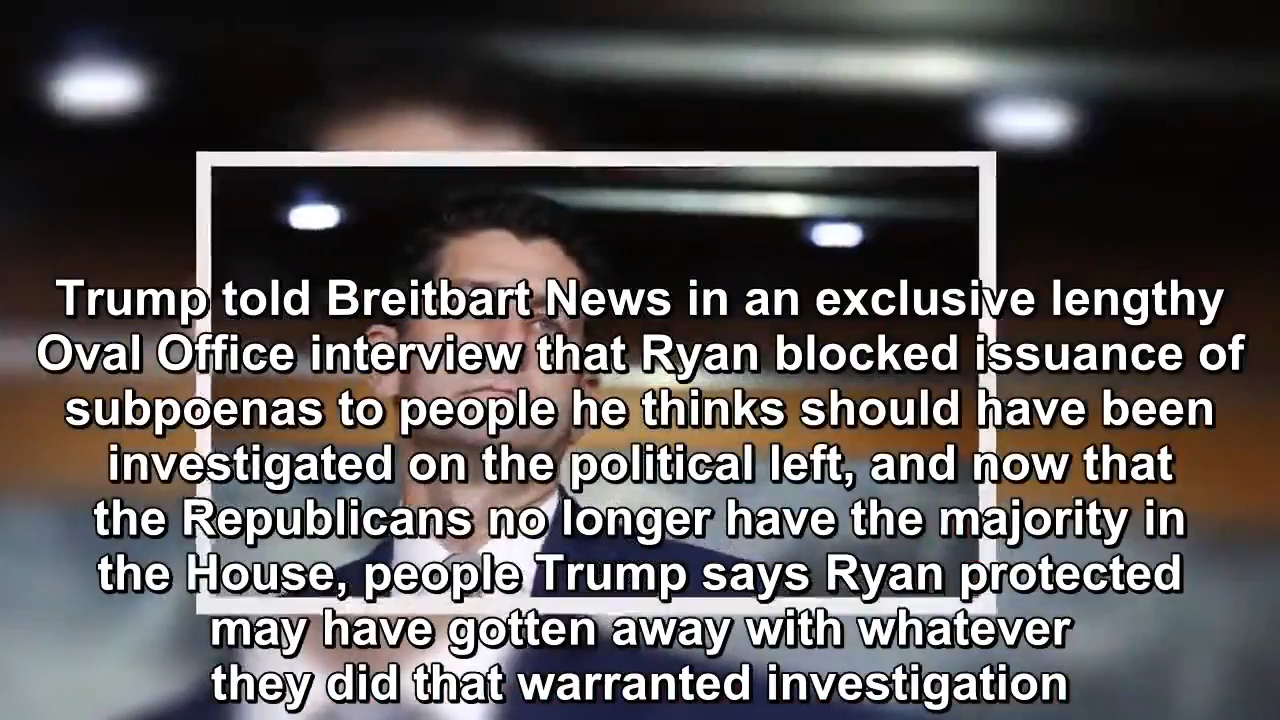 Trump told Breitbart News in an exclusive lengthy
Oval Office interview that Ryan blocked issuance of
subpoenas to people he thinks should have been
investigated on the political left, and now that
the Republicans no longer have the majority in
the House, people Trump says Ryan protected
may have gotten away with whatever
they did that warranted investigation